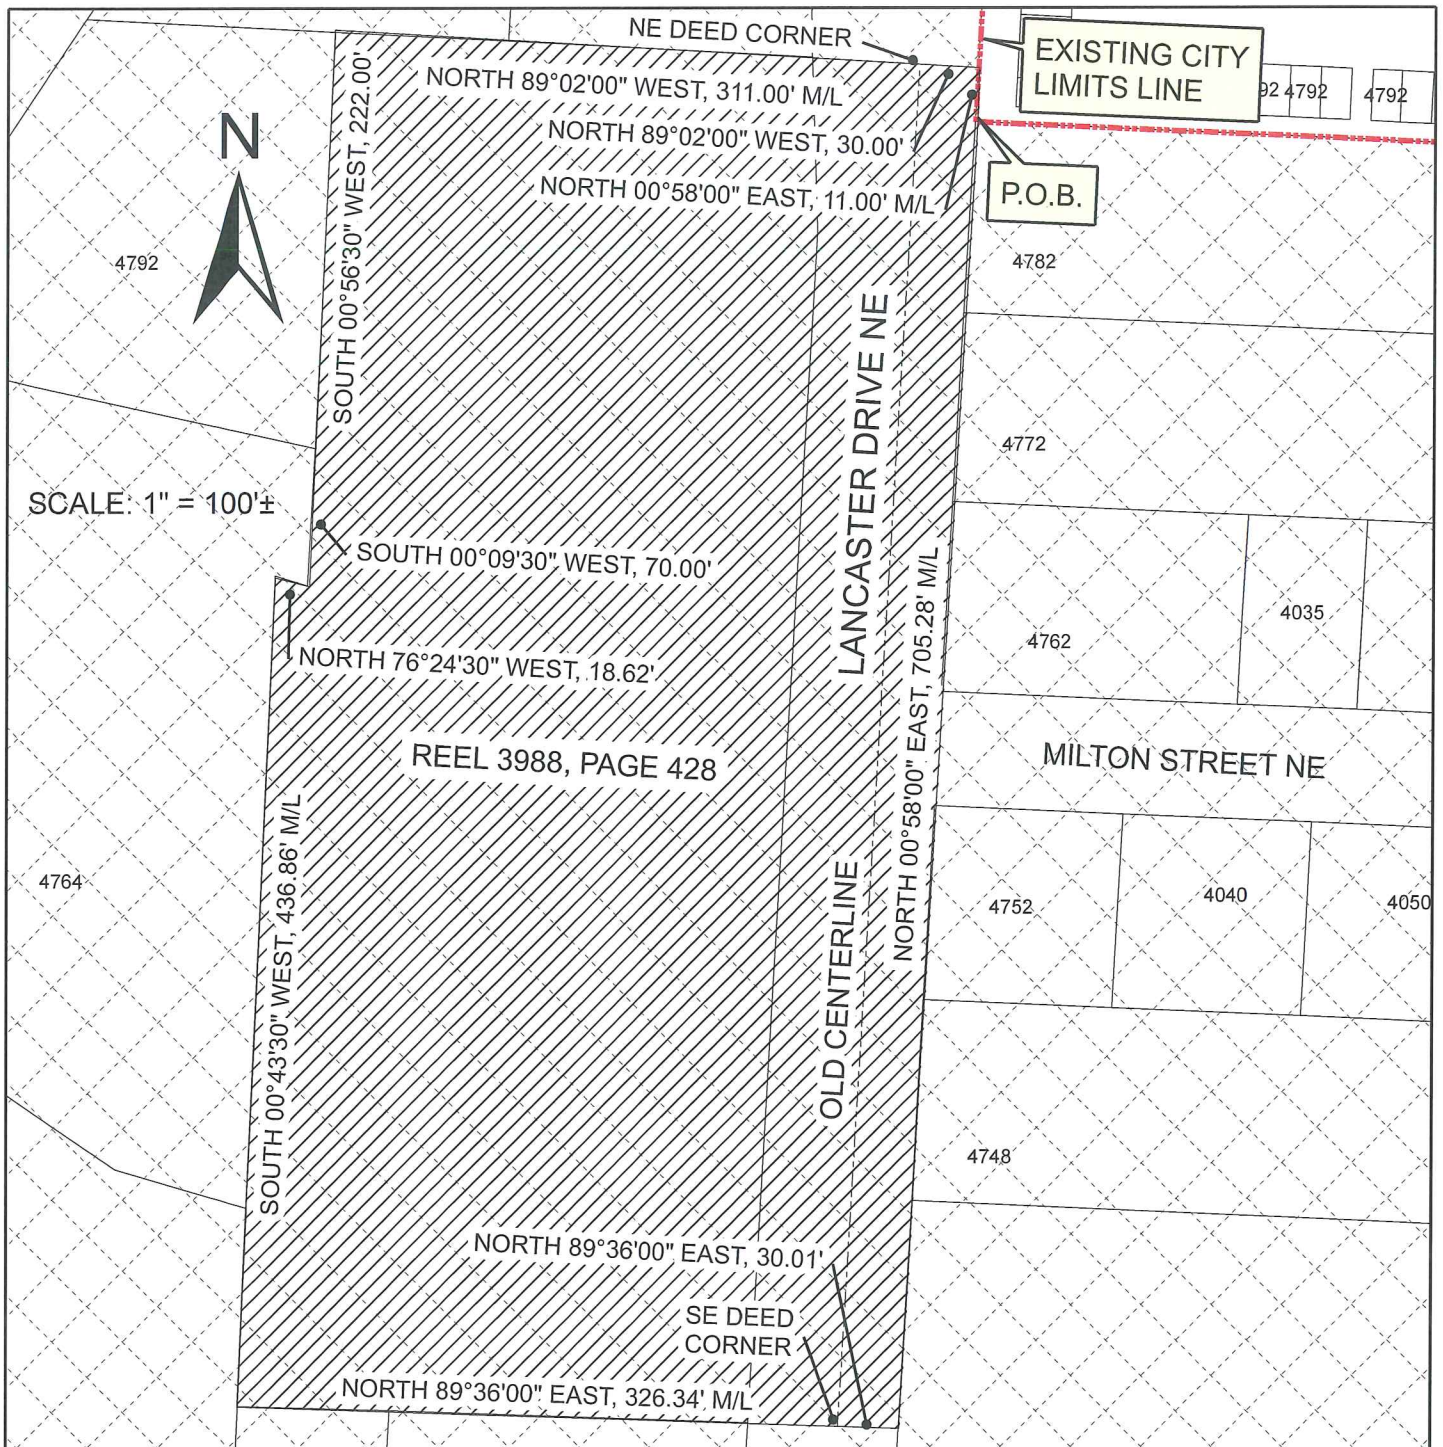 NE DEED CORNER
EXISTING CITY
LIMITS LINE
92 4792
4792
NORTH 89°02'00" WEST, 311.00' M/L
N
NORTH 89°02'00" WEST, 30.00'
NORTH 00°58'00" EAST, 11.00' M/L
P.O.B.
SOUTH 00°56'30" WEST, 222.00'
4792
4782
LANCASTER DRIVE NE
4772
SCALE: 1" = 100'±
SOUTH 00°09'30" WEST, 70.00'
4035
4762
NORTH 76°24'30" WEST, 18.62'
NORTH 00°58'00" EAST, 705.28' M/L
REEL 3988, PAGE 428
MILTON STREET NE
SOUTH 00°43'30" WEST, 436.86' M/L
4764
OLD CENTERLINE
4752
4040
4050
4748
NORTH 89°36'00" EAST, 30.01'
SE DEED
CORNER
NORTH 89°36'00" EAST, 326.34' M/L